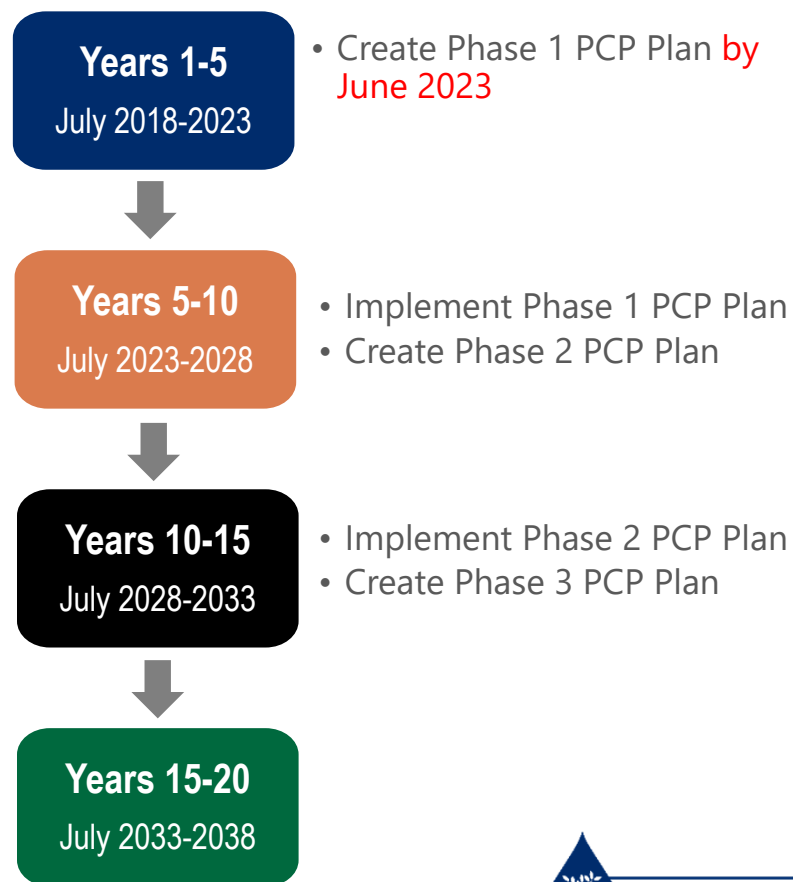 Years 1-5
July 2018-2023
• Create Phase 1 PCP Plan by
June 2023
Years 5-10
July 2023-2028
• Implement Phase 1 PCP Plan
• Create Phase 2 PCP Plan
Years 10-15
July 2028-2033
• Implement Phase 2 PCP Plan
• Create Phase 3 PCP Plan
Years 15-20
July 2033-2038